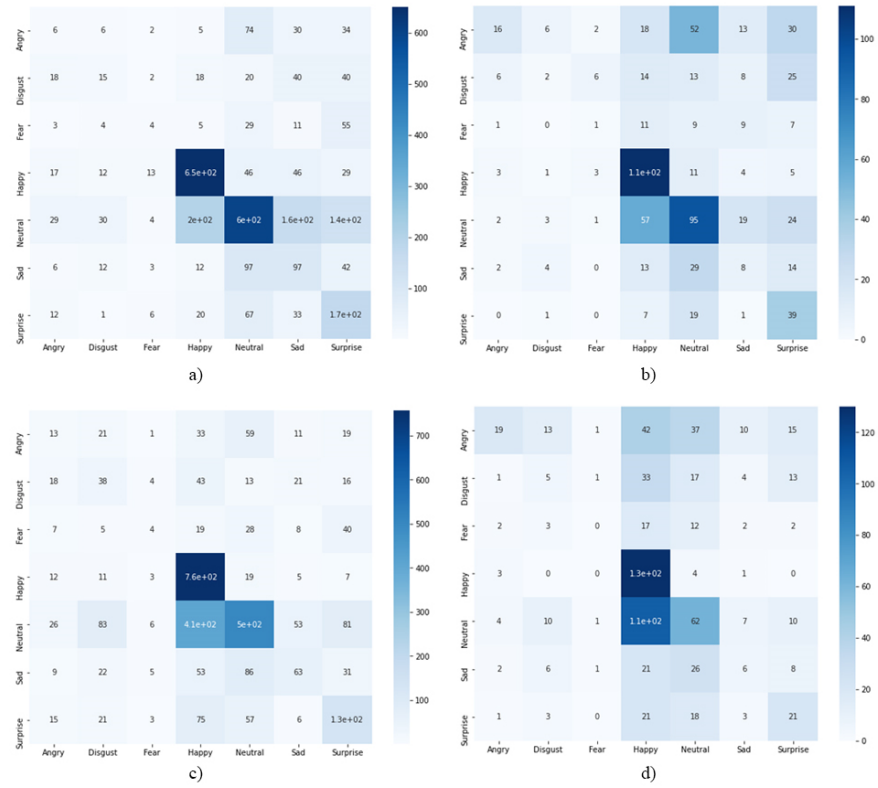 Angry 6 6 2 5 74 30 34
Disgust 18 15 2 18 20 40 40
Fear 3 4 4 5 29 11 55
Happy 17 12 13 6.5e+02 46 46 29
Neutral 29 30 4 2e+02 6e+02 1.6e+02 1.4e+02
Sad 6 12 3 12 97 97 42
Surprise 12 1 6 20 67 33 1.7e+02
Angry Disgust Fear Happy Neutral Sad Surprise
600
500
400
300
200
100
a)
Angry 16 6 2 18 52 13 30
Disgust 6 2 6 14 13 8 25
Fear 1 0 1 11 9 9 7
Happy 3 1 3 1.1e+02 11 4 5
Neutral 2 3 1 57 95 19 24
Sad 2 4 0 13 29 8 14
Surprise 0 1 0 7 19 1 39
Angry Disgust Fear Happy Neutral Sad Surprise
100
80
60
40
20
0
b)
Angry 13 21 1 33 59 11 19
Disgust 18 38 4 43 13 21 16
Fear 7 5 4 19 28 8 40
Happy 12 11 3 7.6e+02 19 5 7
Neutral 26 83 6 4.1e+02 5e+02 53 81
Sad 9 22 5 53 86 63 31
Surprise 15 21 3 75 57 6 1.3e+02
Angry Disgust Fear Happy Neutral Sad Surprise
700
600
500
400
300
200
100
c)
Angry 19 13 1 42 37 10 15
Disgust 1 5 1 33 17 4 13
Fear 2 3 0 17 12 2 2
Happy 3 0 0 1.3e+02 4 1 0
Neutral 4 10 1 1.1e+02 62 7 10
Sad 2 6 1 21 26 6 8
Surprise 1 3 0 21 18 3 21
Angry Disgust Fear Happy Neutral Sad Surprise
120
100
80
60
40
20
0
d)